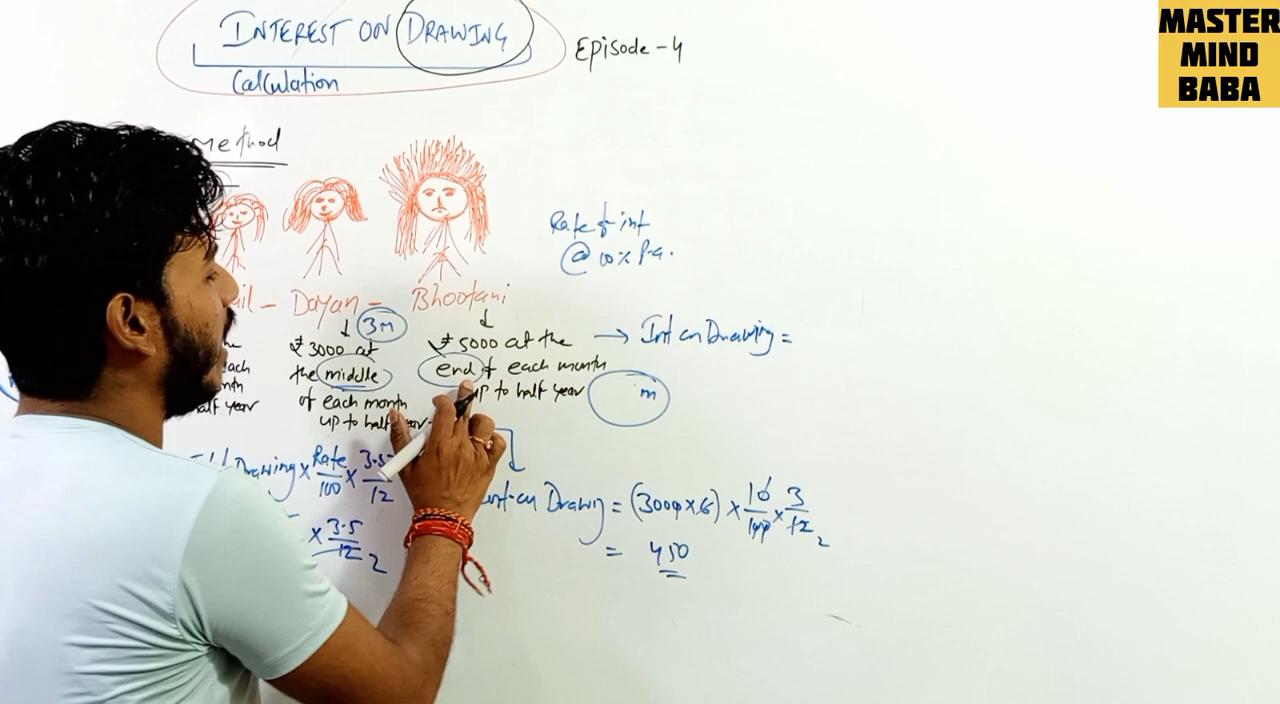 INTEREST ON DRAWING
Calculation
Episode - 4
MASTER
MIND
BABA
Method
Rate of int
@ 10% P.a.
- Dayan - Bhootani
3m
₹ 3000 at
the middle
of each month
up to half year
₹ 5000 at the
end of each month
up to half year
m
→ Int on Drawing =
half year
Drawing × Rate/100 × 3.5/12
× 3.5/12 2
Int on Drawing = (3000 × 6) × 10/100 × 3/12 2
= 450